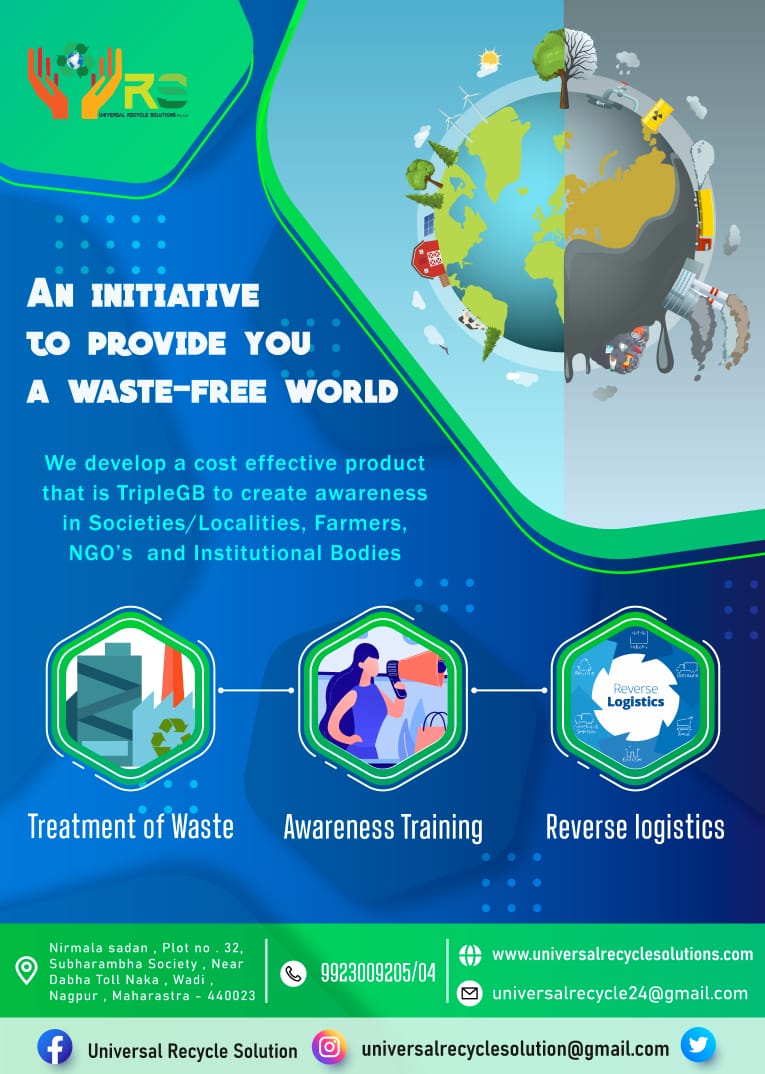 RS
UNIVERSAL RECYCLE SOLUTIONS
AN INITIATIVE
TO PROVIDE YOU
A WASTE-FREE WORLD
We develop a cost effective product
that is TripleGB to create awareness
in Societies/Localities, Farmers,
NGO's  and Institutional Bodies
Reverse
Logistics
Treatment of Waste
Awareness Training
Reverse logistics
Nirmala sadan , Plot no . 32,
Subharambha Society , Near
Dabha Toll Naka , Wadi ,
Nagpur , Maharastra - 440023
9923009205/04
www.universalrecyclesolutions.com
universalrecycle24@gmail.com
Universal Recycle Solution
universalrecyclesolution@gmail.com